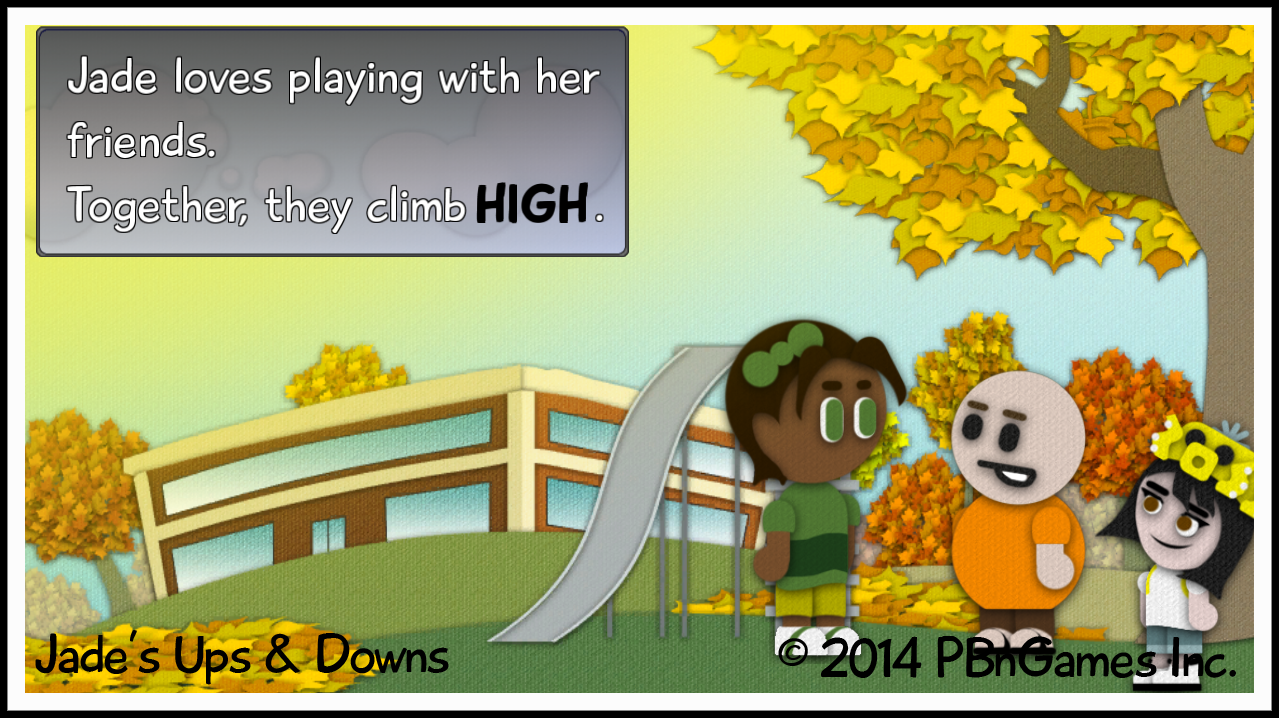 Jade loves playing with her
friends.
Together, they climb HIGH.
Jade's Ups & Downs
© 2014 PBnGames Inc.